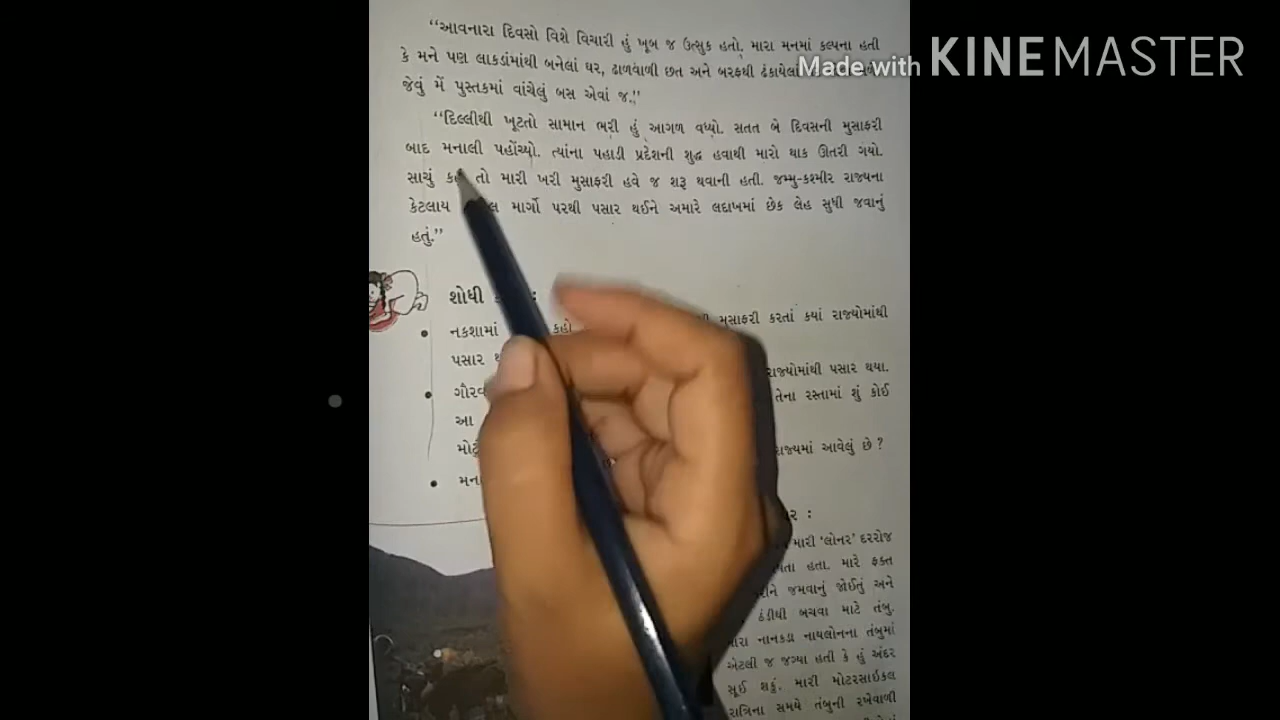 “આવનારા દિવસો વિશે વિચારી હું ખૂબ જ ઉત્સુક હતો. મારા મનમાં કલ્પના હતી
કે મને પણ લાકડાંમાંથી બનેલાં ઘર, ઢાળવાળી છત અને બરફથી ઢંકાયેલાં
Made with KINEMASTER
જેવું મેં પુસ્તકમાં વાંચેલું બસ એવાં જ.”
“દિલ્લીથી ખૂટતો સામાન ભરી હું આગળ વધ્યો. સતત બે દિવસની મુસાફરી
બાદ મનાલી પહોંચ્યો. ત્યાંના પહાડી પ્રદેશની શુદ્ધ હવાથી મારો થાક ઊતરી ગયો.
સાચું તો મારી ખરી મુસાફરી હવે જ શરૂ થવાની હતી. જમ્મુ-કશ્મીર રાજ્યના
કેટલાય માર્ગો પરથી પસાર થઈને અમારે લદાખમાં છેક લેહ સુધી જવાનું
હતું.”
શોધી
નકશામાં કહો મુસાફરી કરતાં કયાં રાજ્યોમાંથી
પસાર રાજ્યોમાંથી પસાર થયા.
તેના રસ્તામાં શું કોઈ
આ
રાજ્યમાં આવેલું છે ?
મારી ‘લોનર’ દરરોજ
હતા. મારે ફક્ત
જમવાનું જોઈતું અને
ઠંડીથી બચવા માટે તંબુ.
મારા નાનકડા નાયલોનના તંબુમાં
એટલી જ જગ્યા હતી કે હું અંદર
સૂઈ શકું. મારી મોટરસાઇકલ
રાત્રિના સમયે તંબુની રખેવાળી